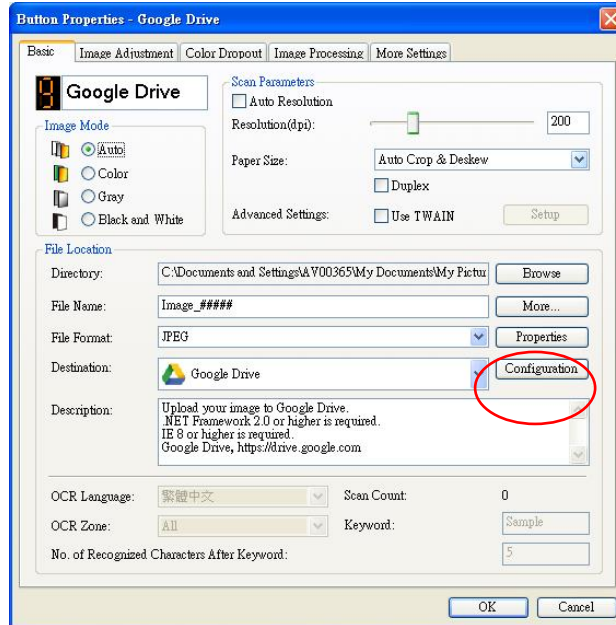 Button Properties - Google Drive
Basic Image Adjustment Color Dropout Image Processing More Settings
9 Google Drive
Image Mode
Auto
Color
Gray
Black and White
Scan Parameters
Auto Resolution
Resolution(dpi): 200
Paper Size: Auto Crop & Deskew
Duplex
Advanced Settings: Use TWAIN Setup
File Location
Directory: C:\Documents and Settings\AV00365\My Documents\My Pictur Browse
File Name: Image_##### More...
File Format: JPEG Properties
Destination: Google Drive Configuration
Description: Upload your image to Google Drive.
.NET Framework 2.0 or higher is required.
IE 8 or higher is required.
Google Drive, https://drive.google.com
OCR Language: 繁體中文 Scan Count: 0
OCR Zone: All Keyword: Sample
No. of Recognized Characters After Keyword: 5
OK Cancel